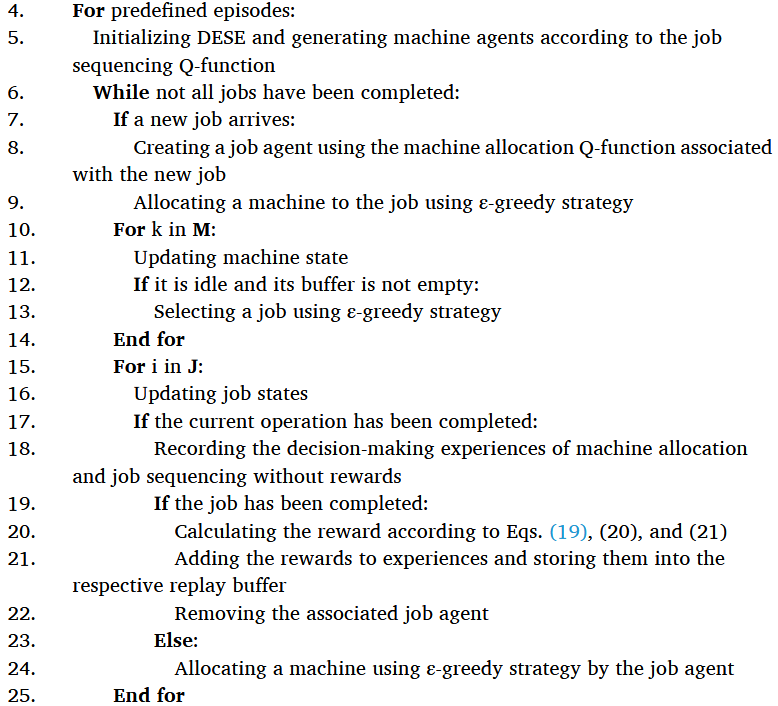 4. For predefined episodes:
5. Initializing DESE and generating machine agents according to the job
sequencing Q-function
6. While not all jobs have been completed:
7. If a new job arrives:
8. Creating a job agent using the machine allocation Q-function associated
with the new job
9. Allocating a machine to the job using ε-greedy strategy
10. For k in M:
11. Updating machine state
12. If it is idle and its buffer is not empty:
13. Selecting a job using ε-greedy strategy
14. End for
15. For i in J:
16. Updating job states
17. If the current operation has been completed:
18. Recording the decision-making experiences of machine allocation
and job sequencing without rewards
19. If the job has been completed:
20. Calculating the reward according to Eqs. (19), (20), and (21)
21. Adding the rewards to experiences and storing them into the
respective replay buffer
22. Removing the associated job agent
23. Else:
24. Allocating a machine using ε-greedy strategy by the job agent
25. End for